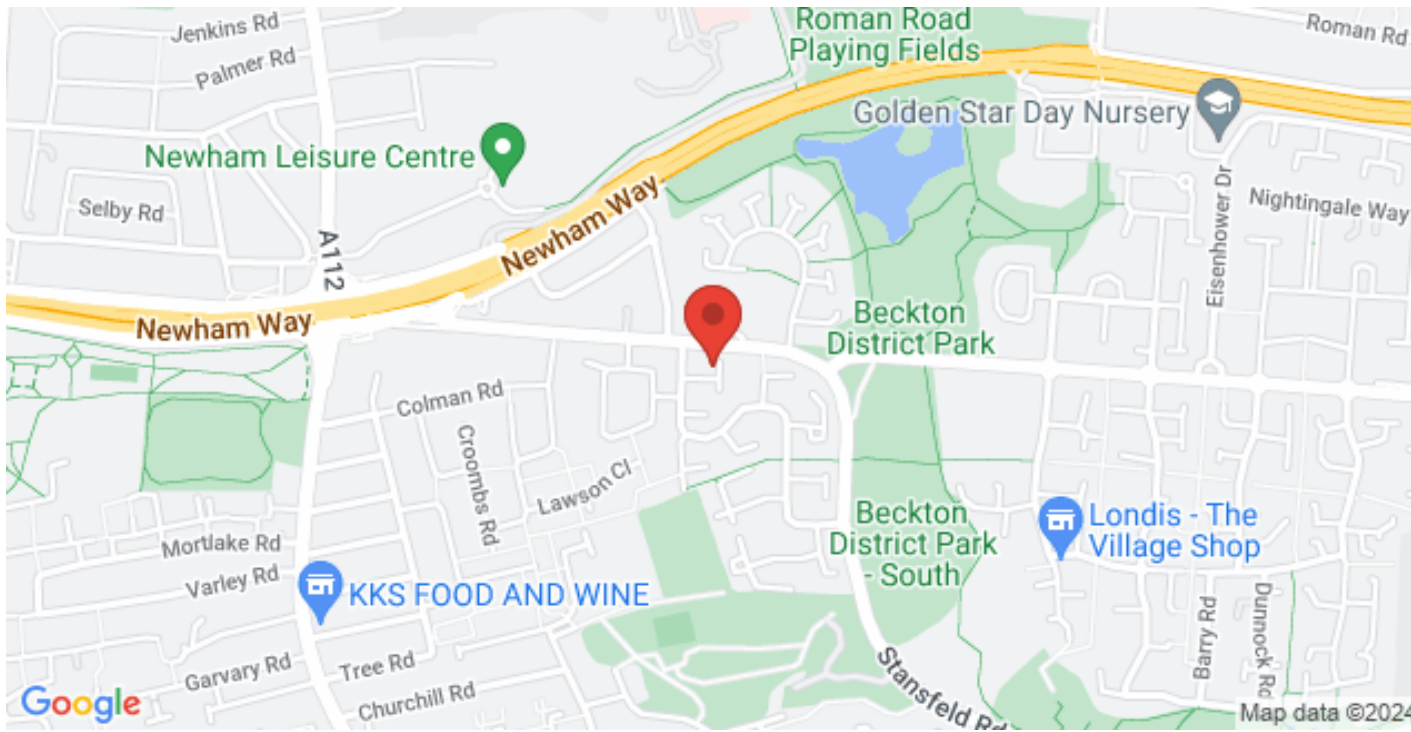 Jenkins Rd
Palmer Rd
Roman Road
Playing Fields
Roman Rd
Golden Star Day Nursery
Newham Leisure Centre
Selby Rd
A112
Newham Way
Nightingale Way
Eisenhower Dr
Newham Way
Beckton
District Park
Colman Rd
Croombs Rd
Lawson Cl
Beckton
District Park
- South
Londis - The
Village Shop
Mortlake Rd
Varley Rd
KKS FOOD AND WINE
Garvary Rd
Tree Rd
Churchill Rd
Stansfeld Rd
Barry Rd
Dunnock Rd
Google
Map data ©2024